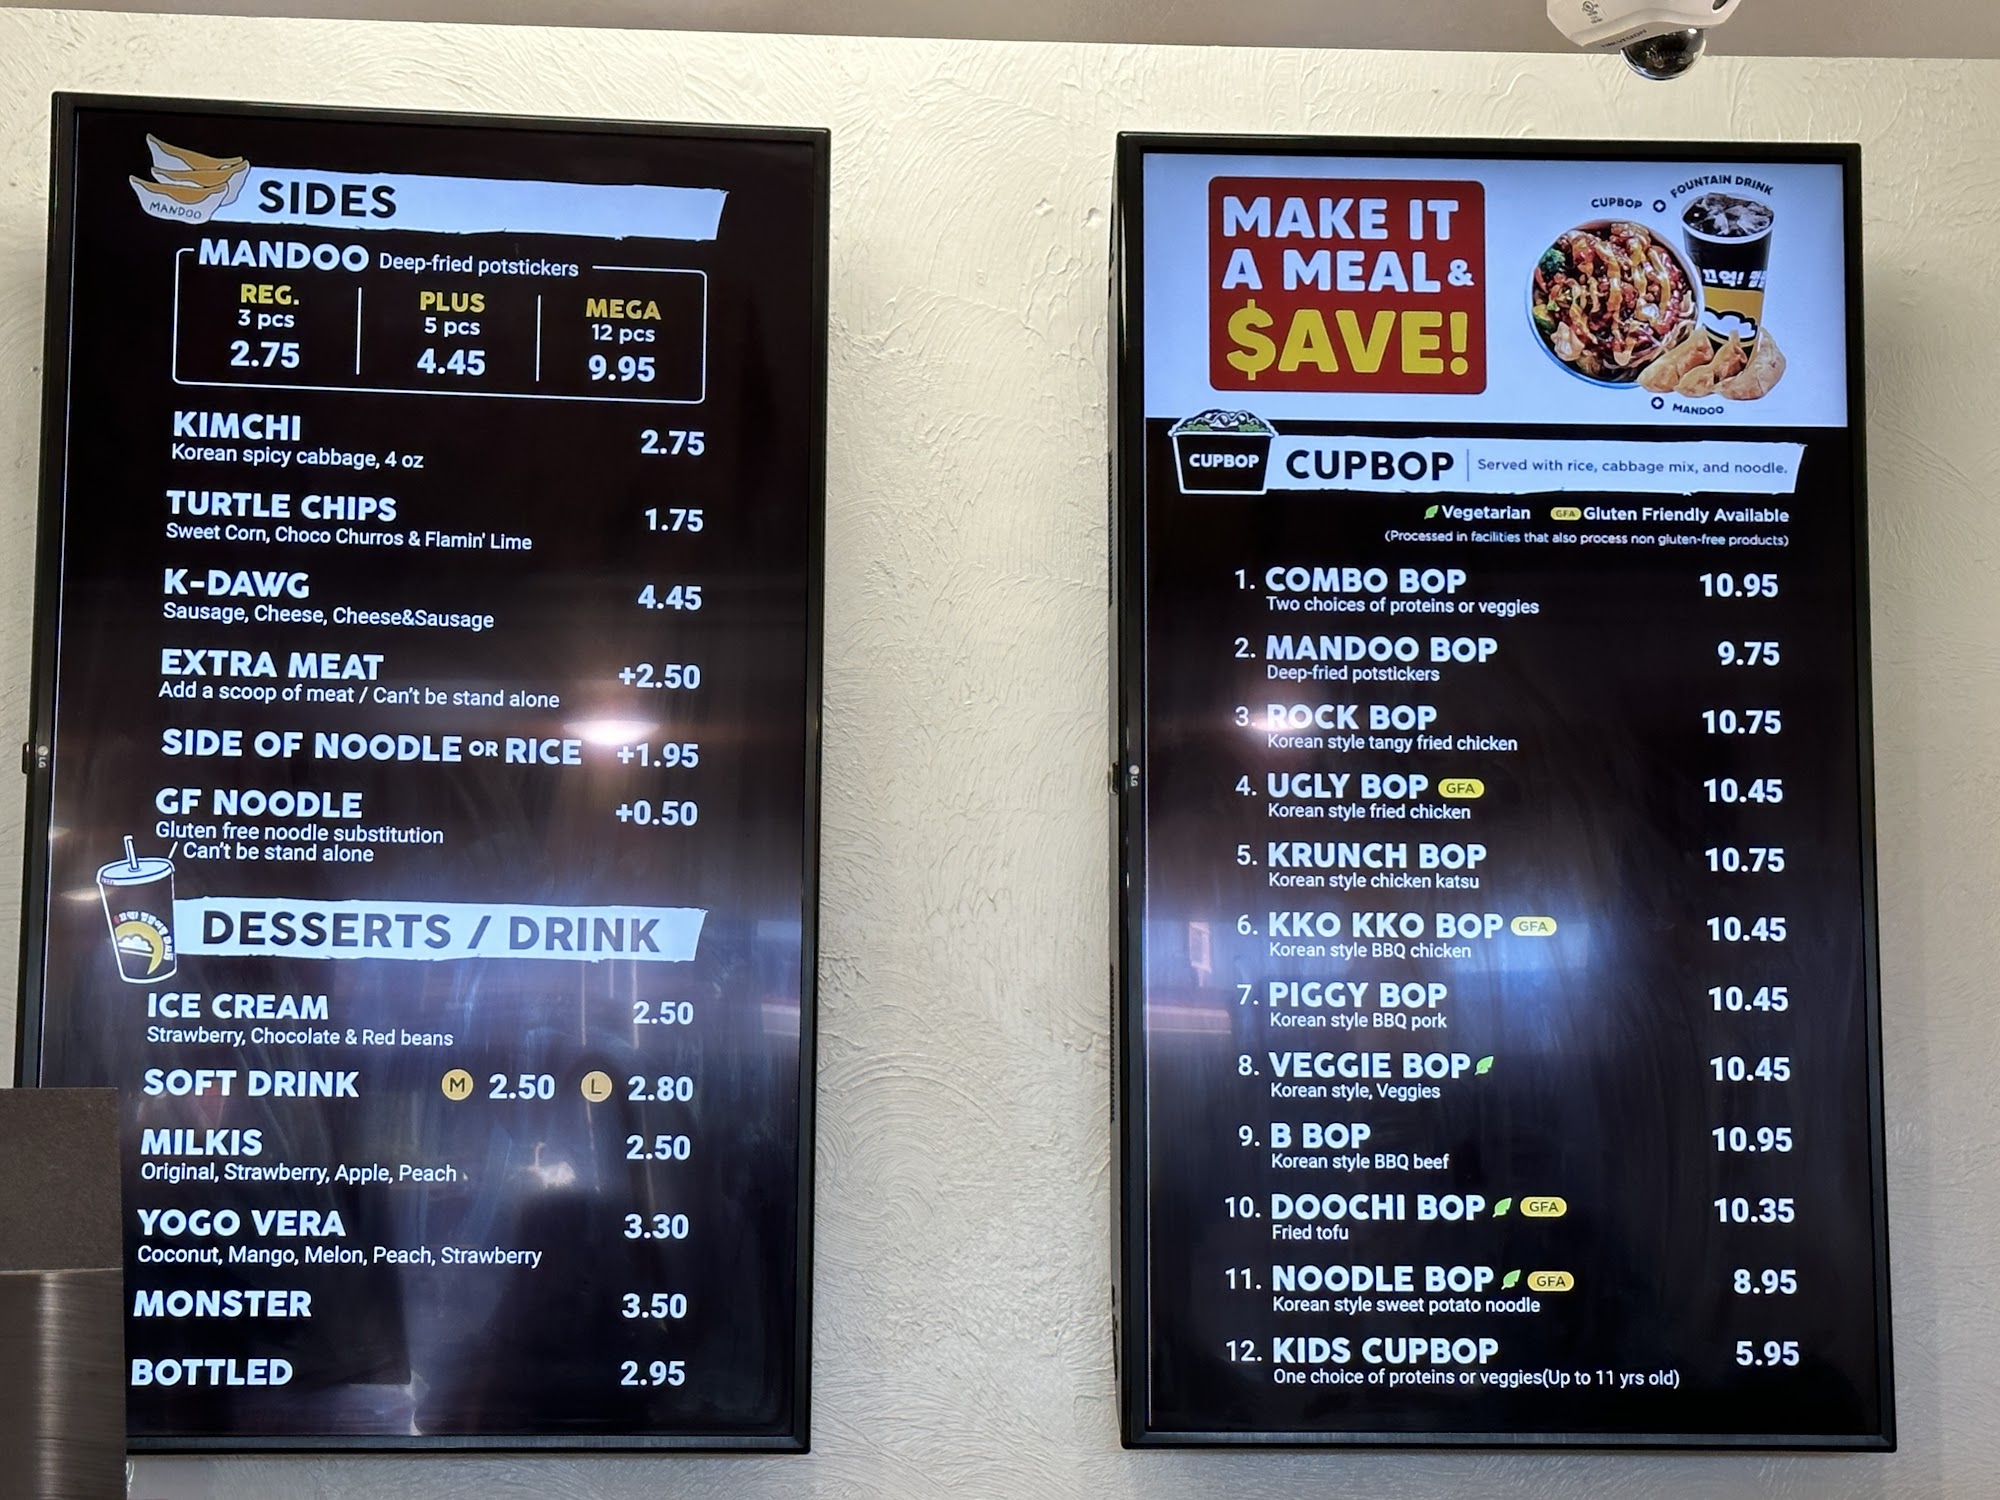 MANDOO
SIDES
MANDOO Deep-fried potstickers
REG.
3 pcs
2.75
PLUS
5 pcs
4.45
MEGA
12 pcs
9.95
KIMCHI 2.75
Korean spicy cabbage, 4 oz
TURTLE CHIPS 1.75
Sweet Corn, Choco Churros & Flamin' Lime
K-DAWG 4.45
Sausage, Cheese, Cheese&Sausage
EXTRA MEAT +2.50
Add a scoop of meat / Can't be stand alone
SIDE OF NOODLE OR RICE +1.95
GF NOODLE +0.50
Gluten free noodle substitution
/ Can't be stand alone
DESSERTS / DRINK
ICE CREAM 2.50
Strawberry, Chocolate & Red beans
SOFT DRINK M 2.50 L 2.80
MILKIS 2.50
Original, Strawberry, Apple, Peach
YOGO VERA 3.30
Coconut, Mango, Melon, Peach, Strawberry
MONSTER 3.50
BOTTLED 2.95
LG
MAKE IT
A MEAL &
$AVE!
CUPBOP + FOUNTAIN DRINK
끄억!
+ MANDOO
CUPBOP
CUPBOP Served with rice, cabbage mix, and noodle.
Vegetarian GFA Gluten Friendly Available
(Processed in facilities that also process non gluten-free products)
1. COMBO BOP 10.95
Two choices of proteins or veggies
2. MANDOO BOP 9.75
Deep-fried potstickers
3. ROCK BOP 10.75
Korean style tangy fried chicken
4. UGLY BOP GFA 10.45
Korean style fried chicken
5. KRUNCH BOP 10.75
Korean style chicken katsu
6. KKO KKO BOP GFA 10.45
Korean style BBQ chicken
7. PIGGY BOP 10.45
Korean style BBQ pork
8. VEGGIE BOP 10.45
Korean style, Veggies
9. B BOP 10.95
Korean style BBQ beef
10. DOOCHI BOP GFA 10.35
Fried tofu
11. NOODLE BOP GFA 8.95
Korean style sweet potato noodle
12. KIDS CUPBOP 5.95
One choice of proteins or veggies(Up to 11 yrs old)
LG
HIKVISION